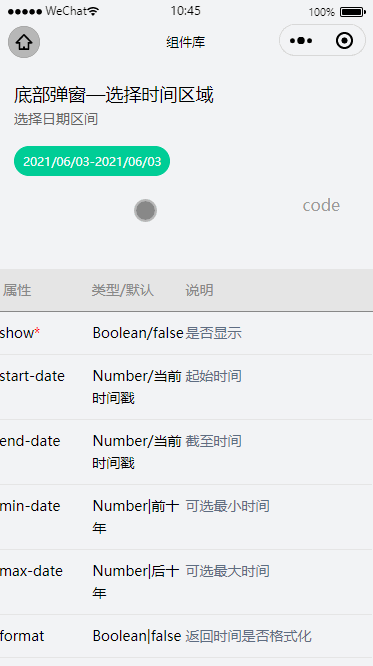 WeChat 10:45 100%
组件库
底部弹窗—选择时间区域
选择日期区间
2021/06/03-2021/06/03
code
属性 类型/默认 说明
show* Boolean/false 是否显示
start-date Number/当前 起始时间
时间戳
end-date Number/当前 截至时间
时间戳
min-date Number|前十 可选最小时间
年
max-date Number|后十 可选最大时间
年
format Boolean|false 返回时间是否格式化